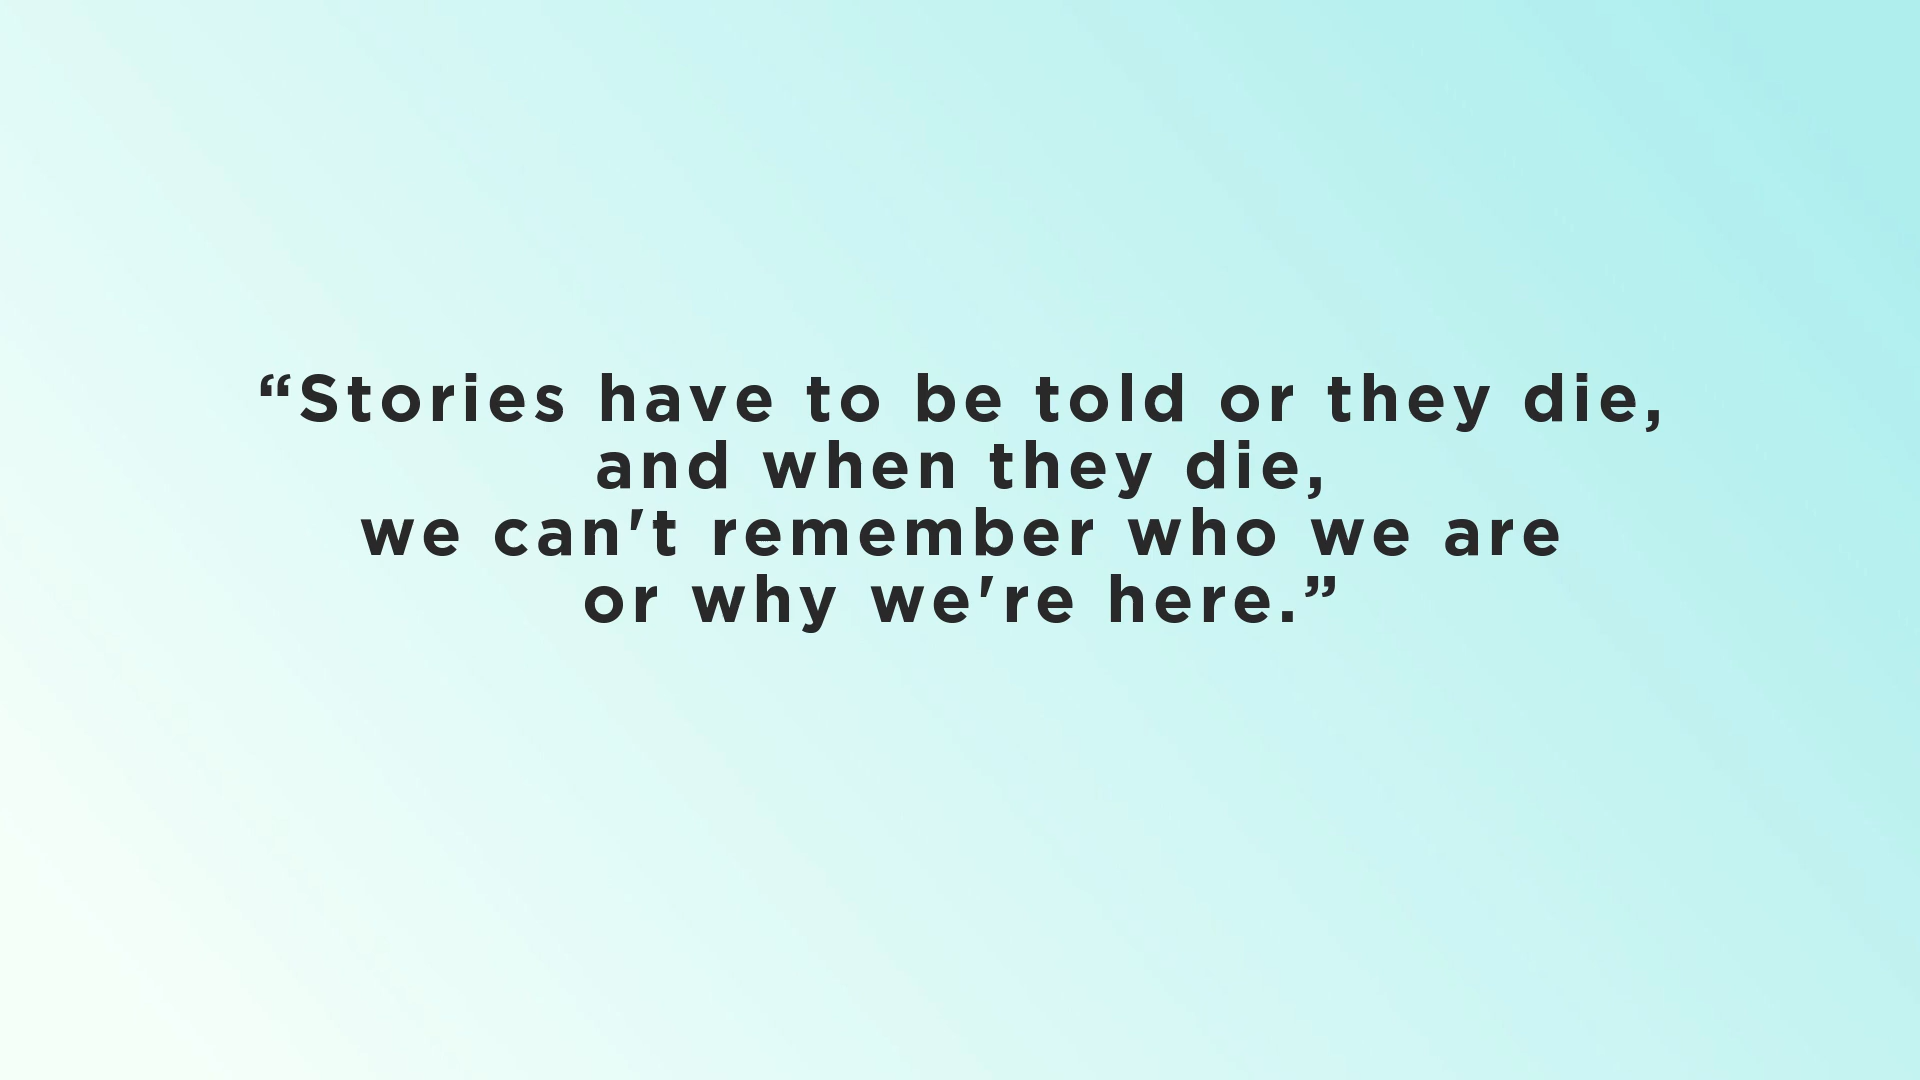 “Stories have to be told or they die,
and when they die,
we can't remember who we are
or why we're here.”